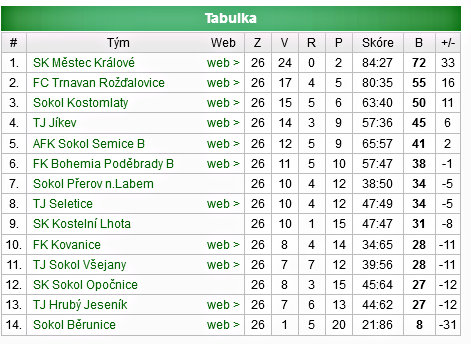 Tabulka
# Tým Web Z V R P Skóre B +/-
1. SK Městec Králové web > 26 24 0 2 84:27 72 33
2. FC Trnavan Rožďalovice web > 26 17 4 5 80:35 55 16
3. Sokol Kostomlaty web > 26 15 5 6 63:40 50 11
4. TJ Jíkev web > 26 14 3 9 57:36 45 6
5. AFK Sokol Semice B web > 26 12 5 9 65:57 41 2
6. FK Bohemia Poděbrady B web > 26 11 5 10 57:47 38 -1
7. Sokol Přerov n.Labem 26 10 4 12 38:50 34 -5
8. TJ Seletice web > 26 10 4 12 47:49 34 -5
9. SK Kostelní Lhota 26 10 1 15 47:47 31 -8
10. FK Kovanice web > 26 8 4 14 34:65 28 -11
11. TJ Sokol Všejany web > 26 7 7 12 39:56 28 -11
12. SK Sokol Opočnice 26 8 3 15 45:64 27 -12
13. TJ Hrubý Jeseník web > 26 7 6 13 44:62 27 -12
14. Sokol Běrunice web > 26 1 5 20 21:86 8 -31